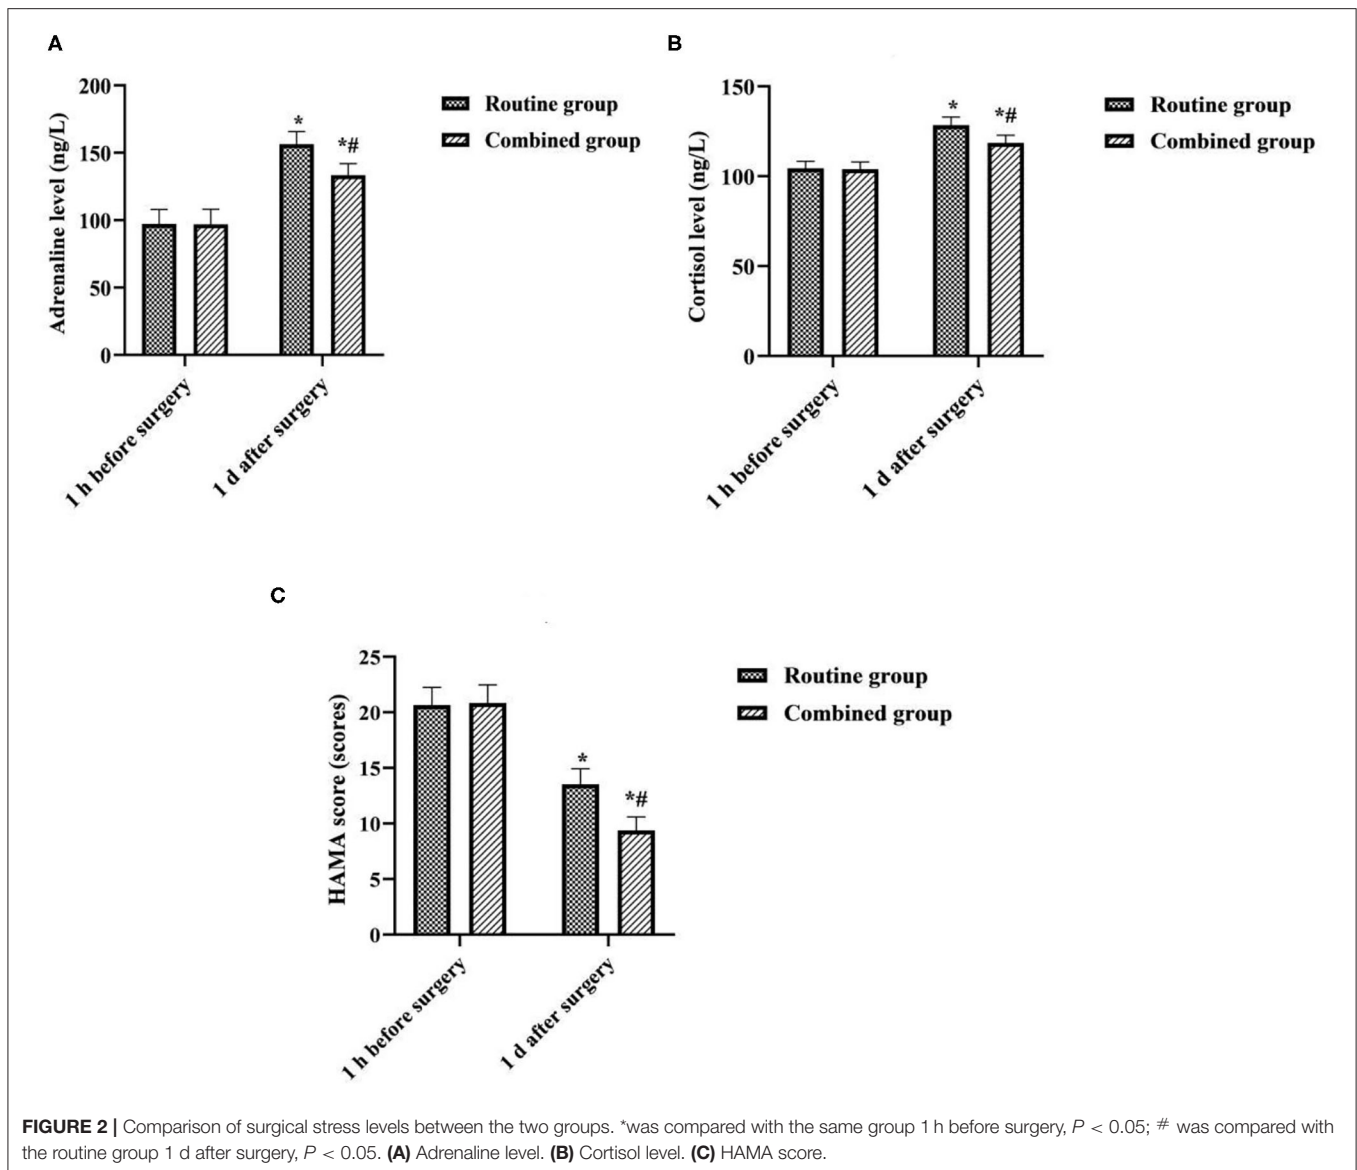 A
200
150
100
50
0
Adrenaline level (ng/L)
*
*#
1 h before surgery
1 d after surgery
Routine group
Combined group
B
150
100
50
0
Cortisol level (ng/L)
*
*#
1 h before surgery
1 d after surgery
Routine group
Combined group
C
25
20
15
10
5
0
HAMA score (scores)
*
*#
1 h before surgery
1 d after surgery
Routine group
Combined group
FIGURE 2 | Comparison of surgical stress levels between the two groups. *was compared with the same group 1 h before surgery, P < 0.05; # was compared with
the routine group 1 d after surgery, P < 0.05. (A) Adrenaline level. (B) Cortisol level. (C) HAMA score.